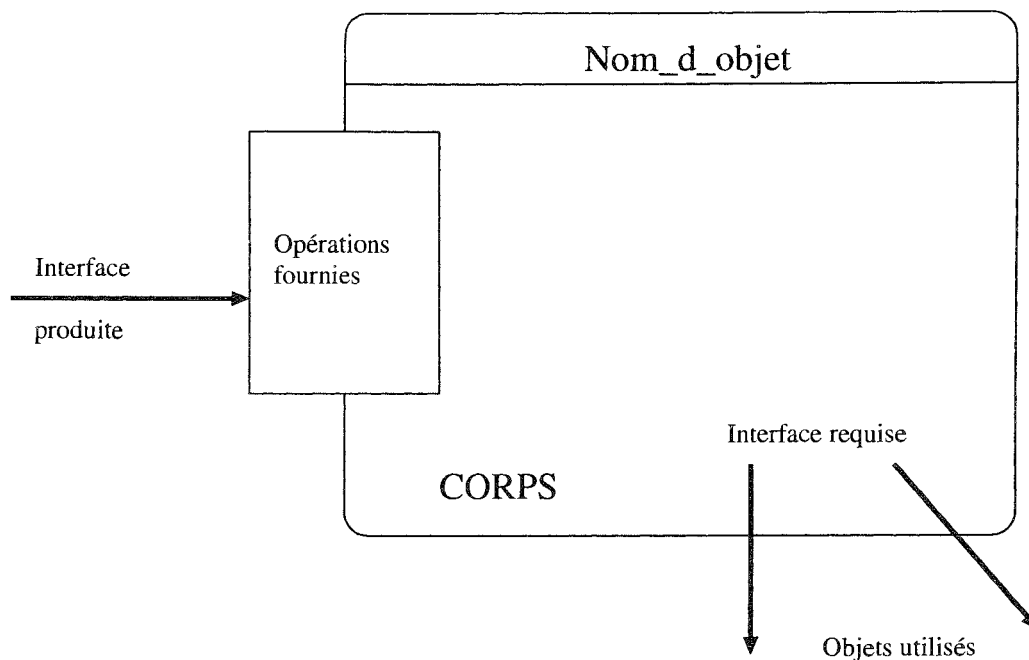 Nom_d_objet
Opérations
fournies
Interface
produite
Interface requise
CORPS
Objets utilisés